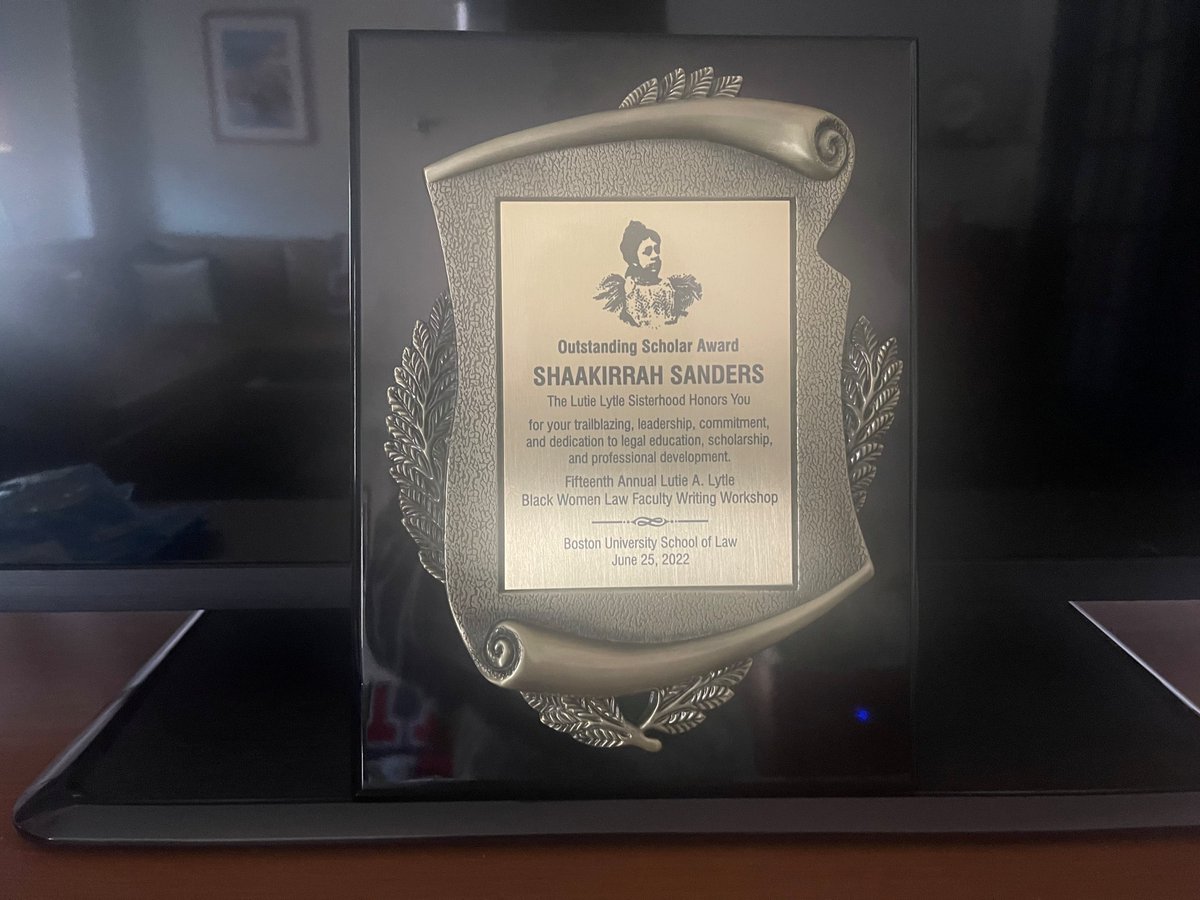 Outstanding Scholar Award
SHAAKIRRAH SANDERS
The Lutie Lytle Sisterhood Honors You
for your trailblazing, leadership, commitment,
and dedication to legal education, scholarship,
and professional development.
Fifteenth Annual Lutie A. Lytle
Black Women Law Faculty Writing Workshop
Boston University School of Law
June 25, 2022